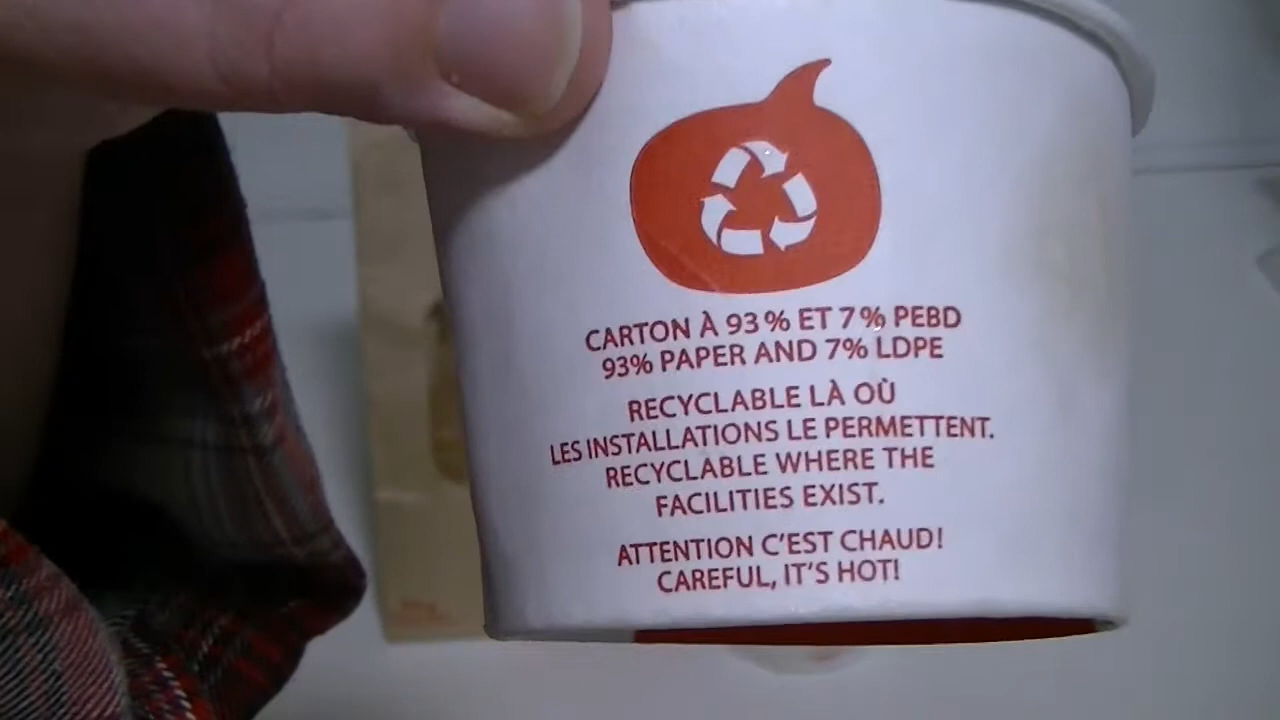 CARTON À 93 % ET 7 % PEBD
93% PAPER AND 7% LDPE
RECYCLABLE LÀ OÙ
LES INSTALLATIONS LE PERMETTENT.
RECYCLABLE WHERE THE
FACILITIES EXIST.
ATTENTION C'EST CHAUD!
CAREFUL, IT'S HOT!